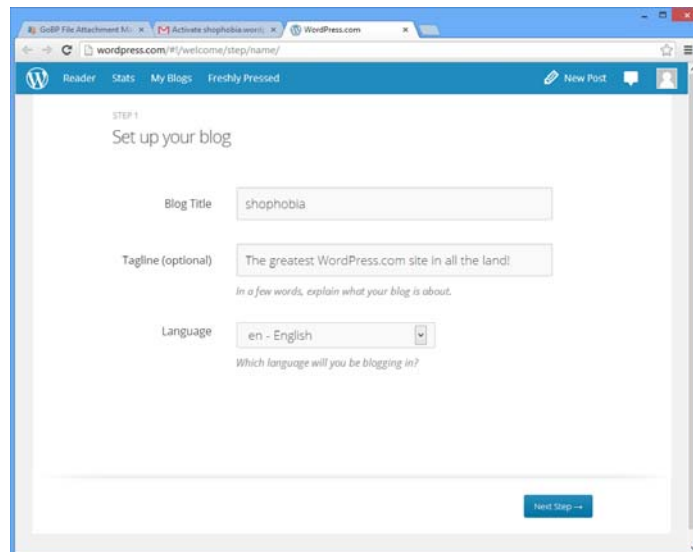 GoBP File Attachment Ma
Activate shophobia.wordp
WordPress.com
wordpress.com/#!/welcome/step/name/
Reader Stats My Blogs Freshly Pressed New Post
STEP 1
Set up your blog
Blog Title shophobia
Tagline (optional) The greatest WordPress.com site in all the land!
In a few words, explain what your blog is about.
Language en - English
Which language will you be blogging in?
Next Step →